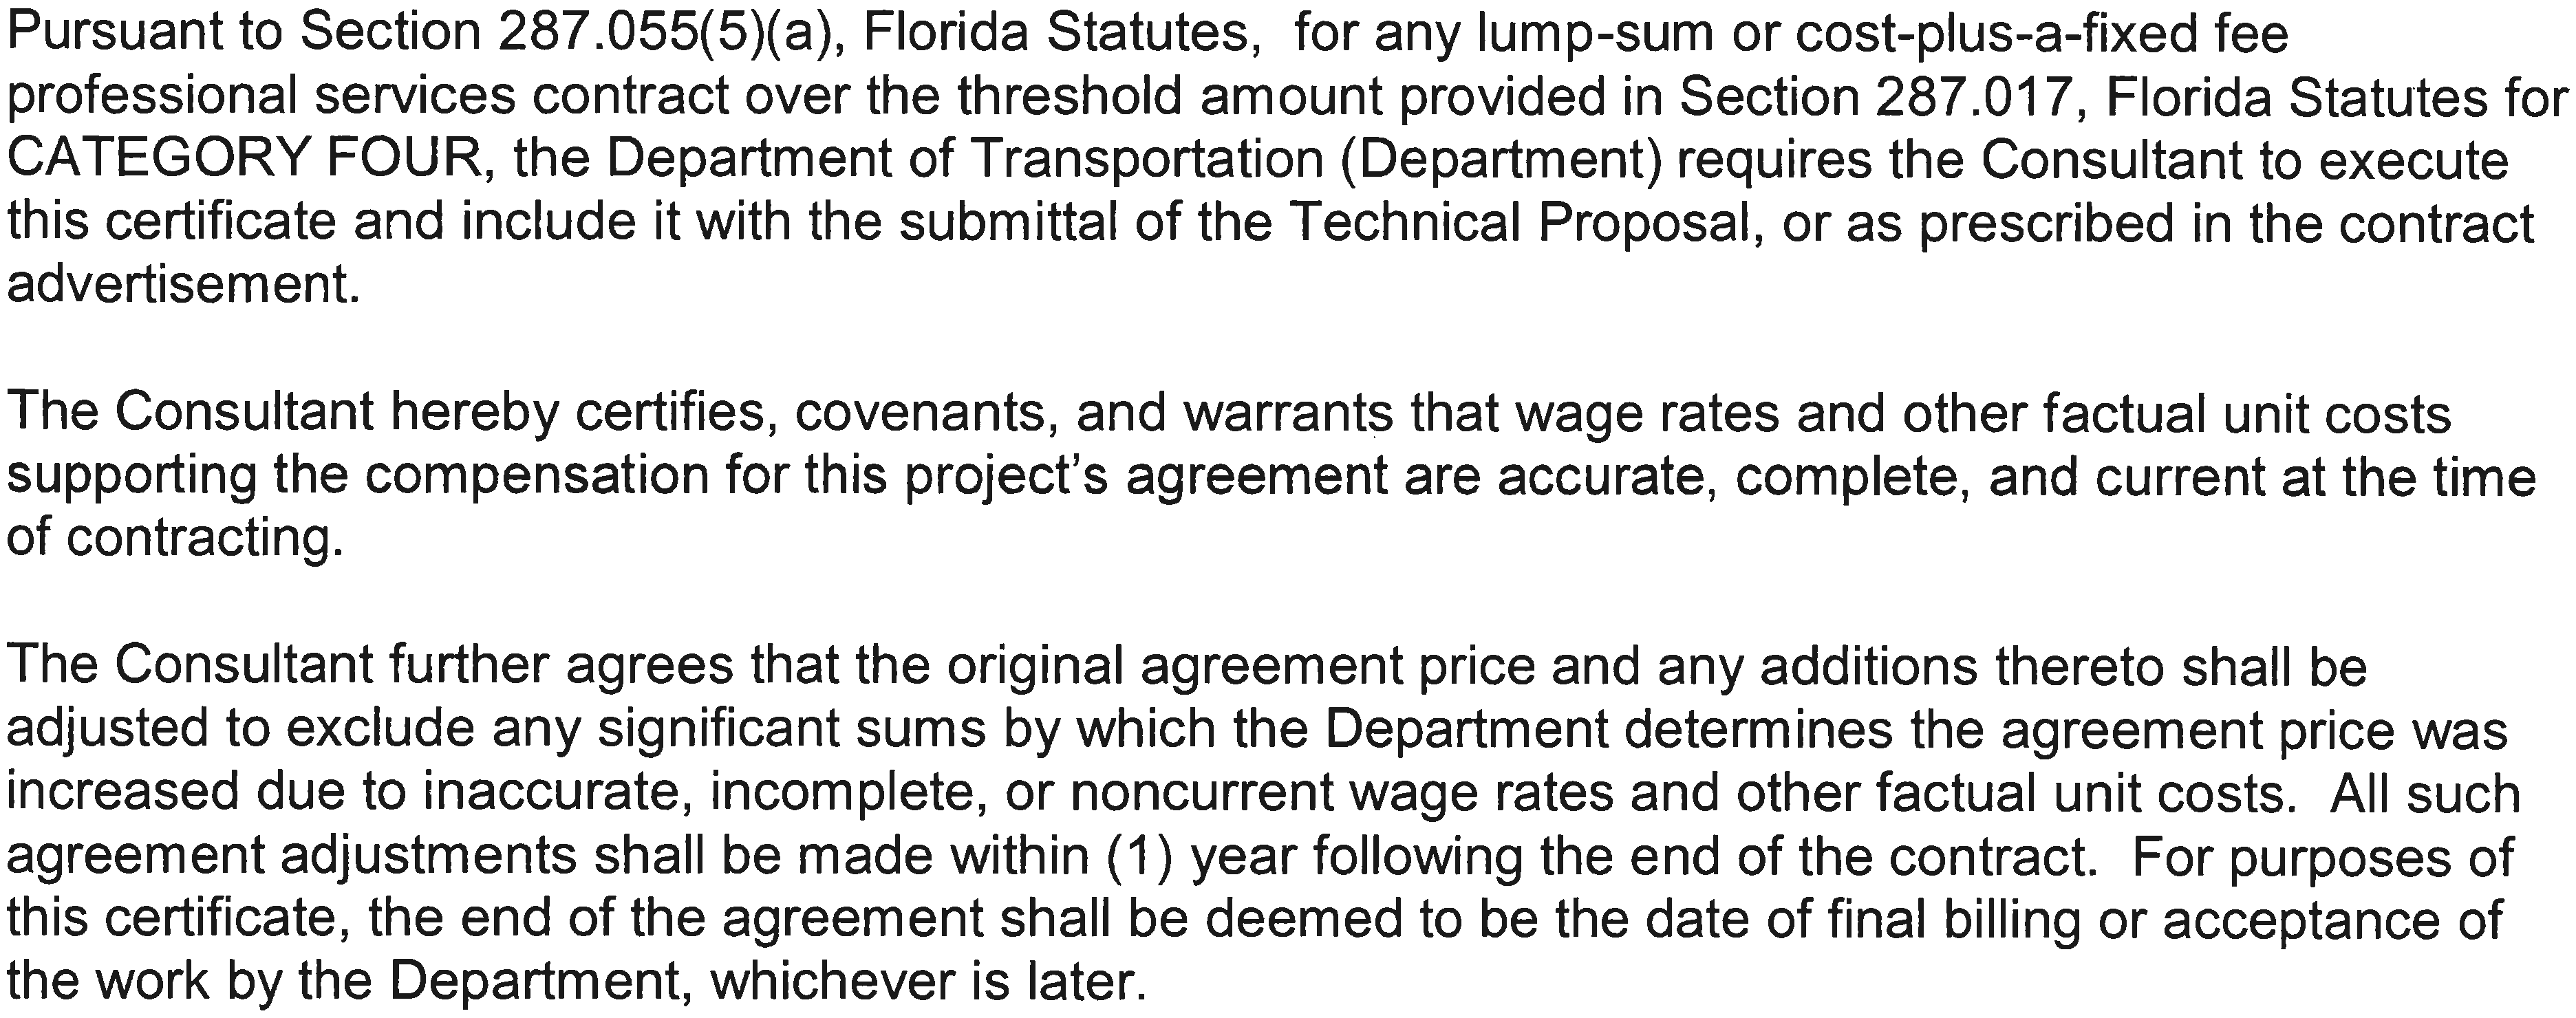 Pursuant to Section 287.055(5)(a), Florida Statutes,  for any lump-sum or cost-plus-a-fixed fee
professional services contract over the threshold amount provided in Section 287.017, Florida Statutes for
CATEGORY FOUR, the Department of Transportation (Department) requires the Consultant to execute
this certificate and include it with the submittal of the Technical Proposal, or as prescribed in the contract
advertisement.
The Consultant hereby certifies, covenants, and warrants that wage rates and other factual unit costs
supporting the compensation for this project’s agreement are accurate, complete, and current at the time
of contracting.
The Consultant further agrees that the original agreement price and any additions thereto shall be
adjusted to exclude any significant sums by which the Department determines the agreement price was
increased due to inaccurate, incomplete, or noncurrent wage rates and other factual unit costs.  All such
agreement adjustments shall be made within (1) year following the end of the contract.  For purposes of
this certificate, the end of the agreement shall be deemed to be the date of final billing or acceptance of
the work by the Department, whichever is later.